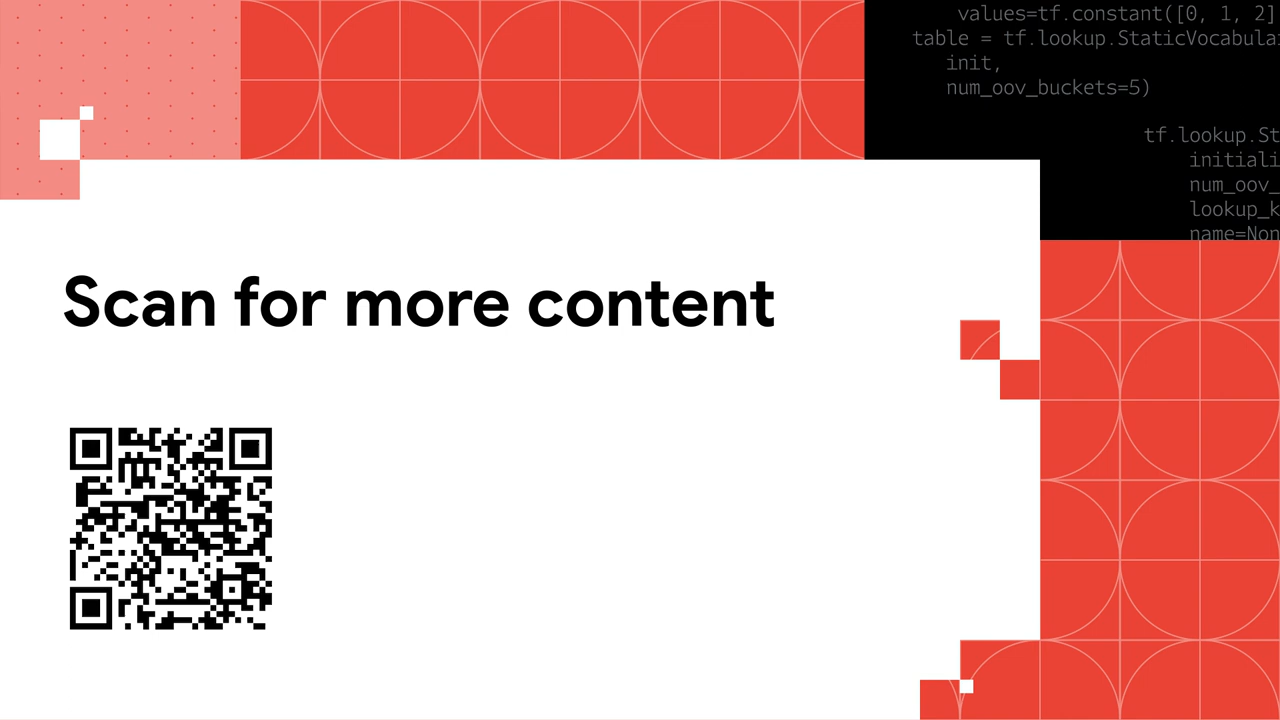 values=tf.constant([0, 1, 2]
table = tf.lookup.StaticVocabula
init,
num_oov_buckets=5)
tf.lookup.St
initiali
num_oov_
lookup_k
name=Non
Scan for more content